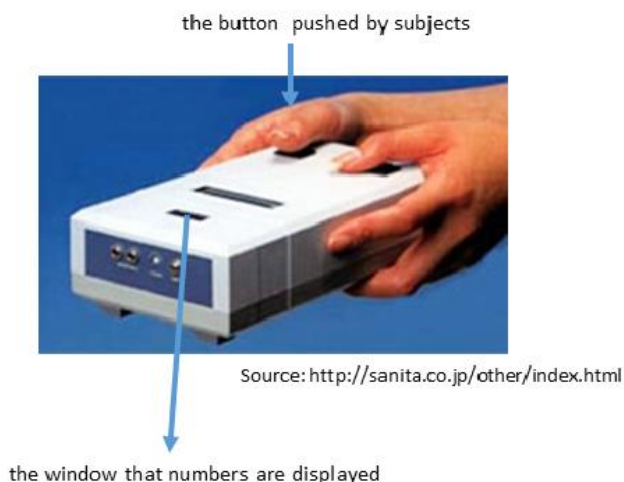 the button pushed by subjects
Source: http://sanita.co.jp/other/index.html
the window that numbers are displayed